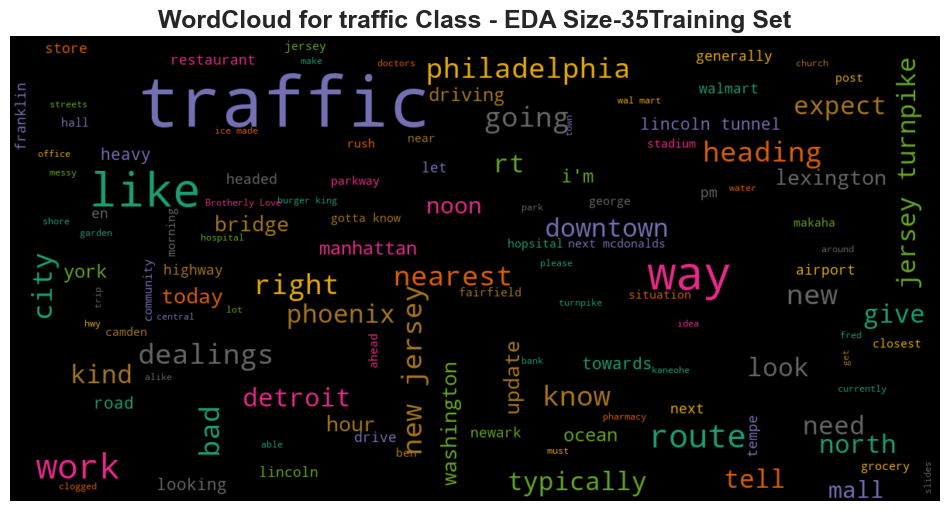 WordCloud for traffic Class - EDA Size-35Training Set
store
jersey
make
restaurant
doctors
philadelphia
generally
church
franklin
traffic
driving
walmart
post
jersey turnpike
streets
hall
ice made
going
town
wal mart
lincoln tunnel
expect
office
heavy
rush
near
stadium
heading
messy
like
headed
parkway
let
rt
i'm
lexington
shore
en
Brotherly Love
burger king
noon
park
george
pm
water
garden
morning
bridge
gotta know
downtown
makaha
hospital
manhattan
hopsital
next mcdonalds
around
city
york
community
highway
right
nearest
please
way
airport
trip
today
fairfield
situation
new
hwy
central
lot
phoenix
new jersey
turnpike
idea
give
camden
dealings
ahead
update
bank
towards
kaneohe
look
fred
get
closest
kind
alike
washington
know
currently
road
bad
detroit
hour
pharmacy
next
need
able
drive
newark
ocean
route
tempe
north
work
ben
must
grocery
clogged
looking
lincoln
typically
tell
mall
slides